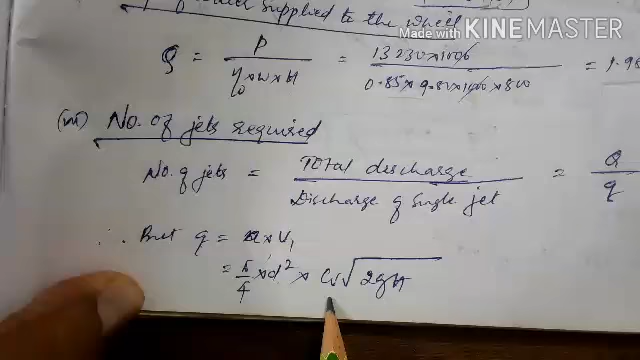 supplied to the wheel
Made with KINEMASTER
Q = P / η₀×w×H = 13230×1000 / 0.85×9.81×1000×800 = 1.98
(iii) No. of jets required
No. of jets = Total discharge / Discharge of single jet = Q / q
∴ But q = a×V₁
= π/4 × d² × Cv√2gH